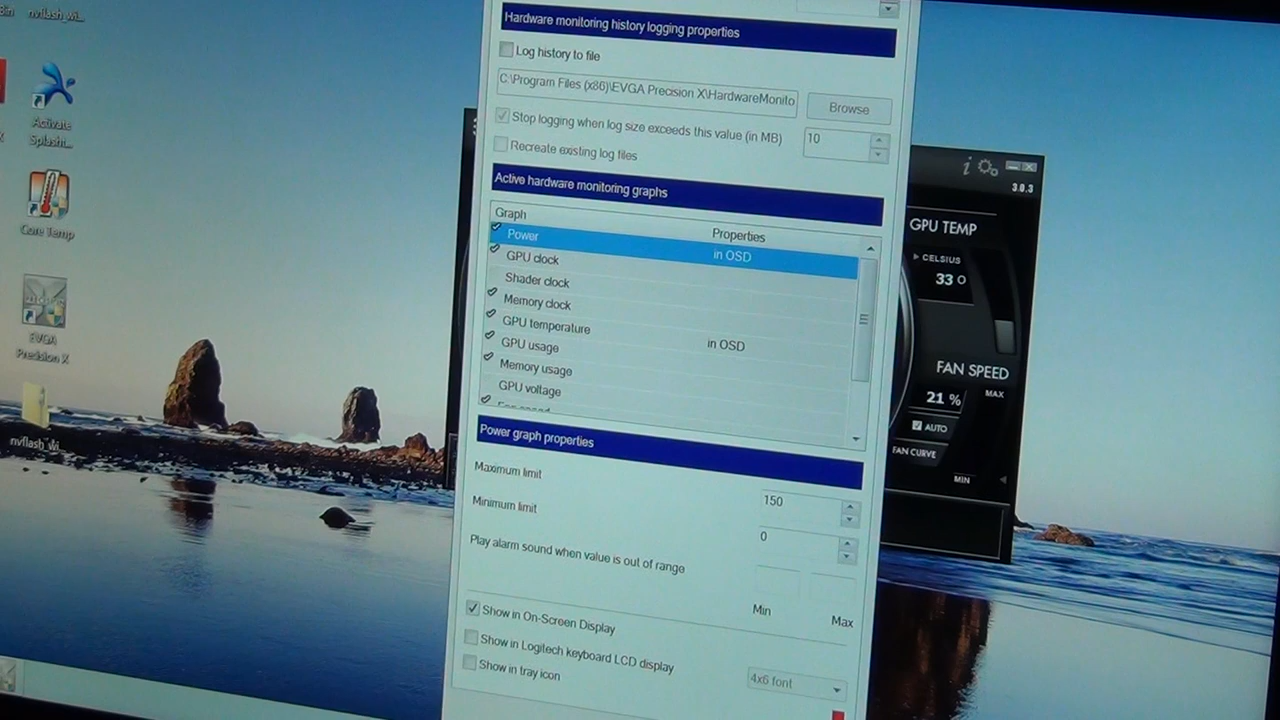 nvflash_wi...
Activate
Splasht...
Core Temp
EVGA
Precision X
nvflash_wi
Hardware monitoring history logging properties
Log history to file
C:\Program Files (x86)\EVGA Precision X\HardwareMonito
Browse
Stop logging when log size exceeds this value (in MB)
10
Recreate existing log files
Active hardware monitoring graphs
Graph
Properties
Power
in OSD
GPU clock
Shader clock
Memory clock
GPU temperature
in OSD
GPU usage
Memory usage
GPU voltage
Power graph properties
Maximum limit
150
Minimum limit
0
Play alarm sound when value is out of range
Min
Max
Show in On-Screen Display
Show in Logitech keyboard LCD display
Show in tray icon
4x6 font
i
3.0.3
GPU TEMP
CELSIUS
33
FAN SPEED
21 %
MAX
AUTO
FAN CURVE
MIN